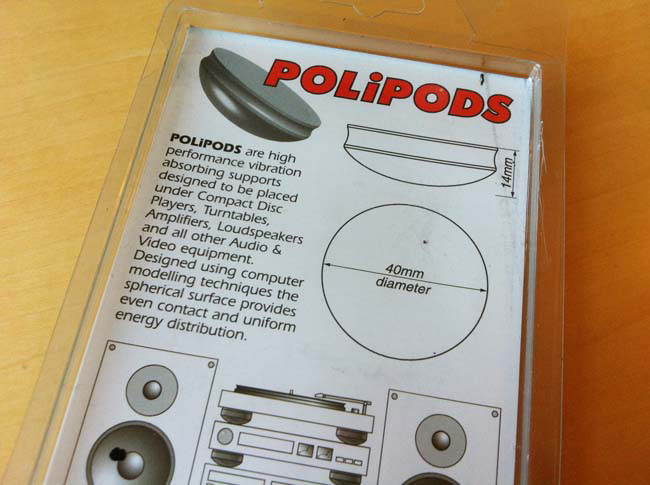 POLiPODS
POLiPODS are high
performance vibration
absorbing supports
designed to be placed
under Compact Disc
Players, Turntables,
Amplifiers, Loudspeakers
and all other Audio &
Video equipment.
Designed using computer
modelling techniques the
spherical surface provides
even contact and uniform
energy distribution.
14mm
40mm
diameter